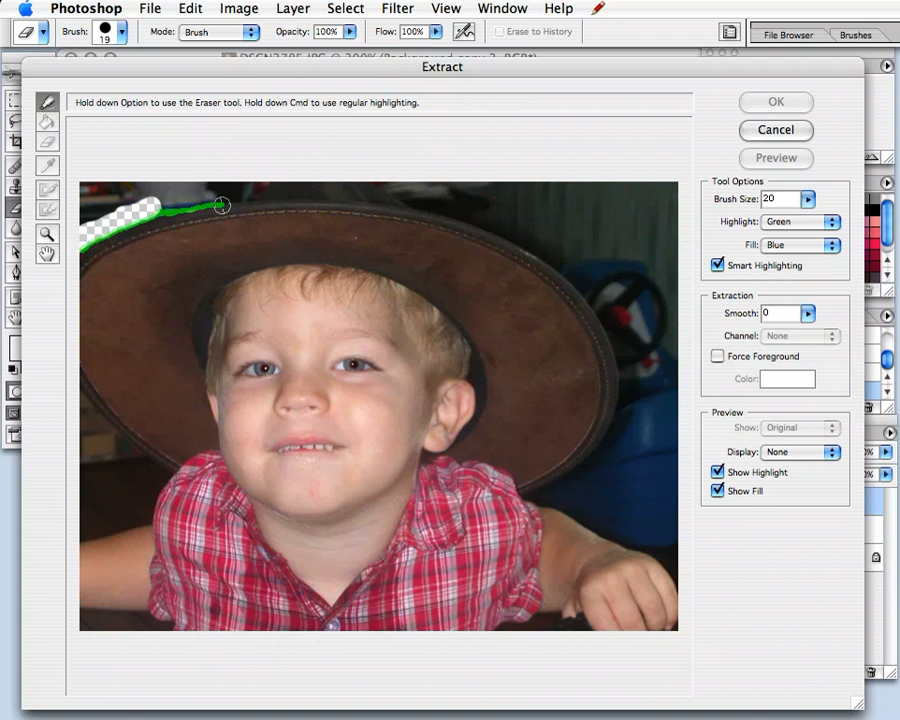 Photoshop File Edit Image Layer Select Filter View Window Help
Brush: 19 Mode: Brush Opacity: 100% Flow: 100% Erase to History File Browser Brushes
Extract
Hold down Option to use the Eraser tool. Hold down Cmd to use regular highlighting.
OK
Cancel
Preview
Tool Options
Brush Size: 20
Highlight: Green
Fill: Blue
Smart Highlighting
Extraction
Smooth: 0
Channel: None
Force Foreground
Color:
Preview
Show: Original
Display: None
Show Highlight
Show Fill